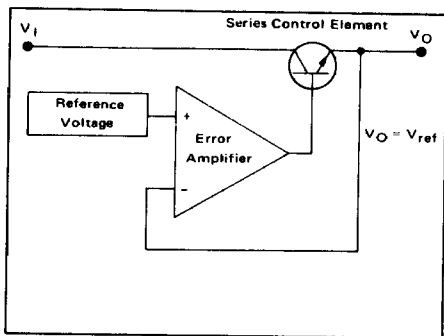 Series Control Element
VI
VO
Reference
Voltage
+
Error
Amplifier
VO = Vref
−